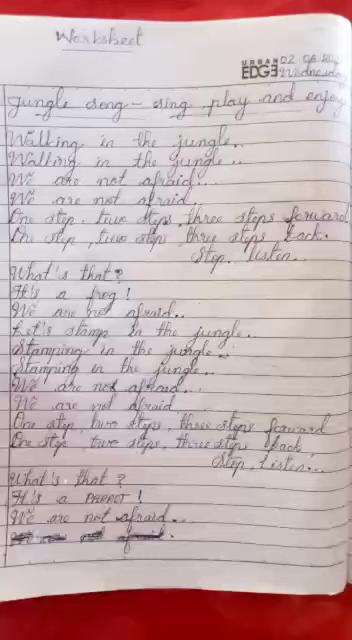 Worksheet
URBAN EDGE
02 06
Wednesday
Jungle song - sing, play and enjoy
Walking in the jungle..
Walking in the jungle...
We are not afraid...
We are not afraid...
One step, two steps, three steps forward
One step, two steps, three steps back.
Stop, listen...
What's that?
It's a frog!
We are not afraid..
Let's stamp in the jungle..
Stamping in the jungle..
Stamping in the jungle...
We are not afraid...
We are not afraid
One step, two steps, three steps forward
One step, two steps, three steps back
Stop, Listen...
What's that?
It's a PARROT!
We are not afraid..